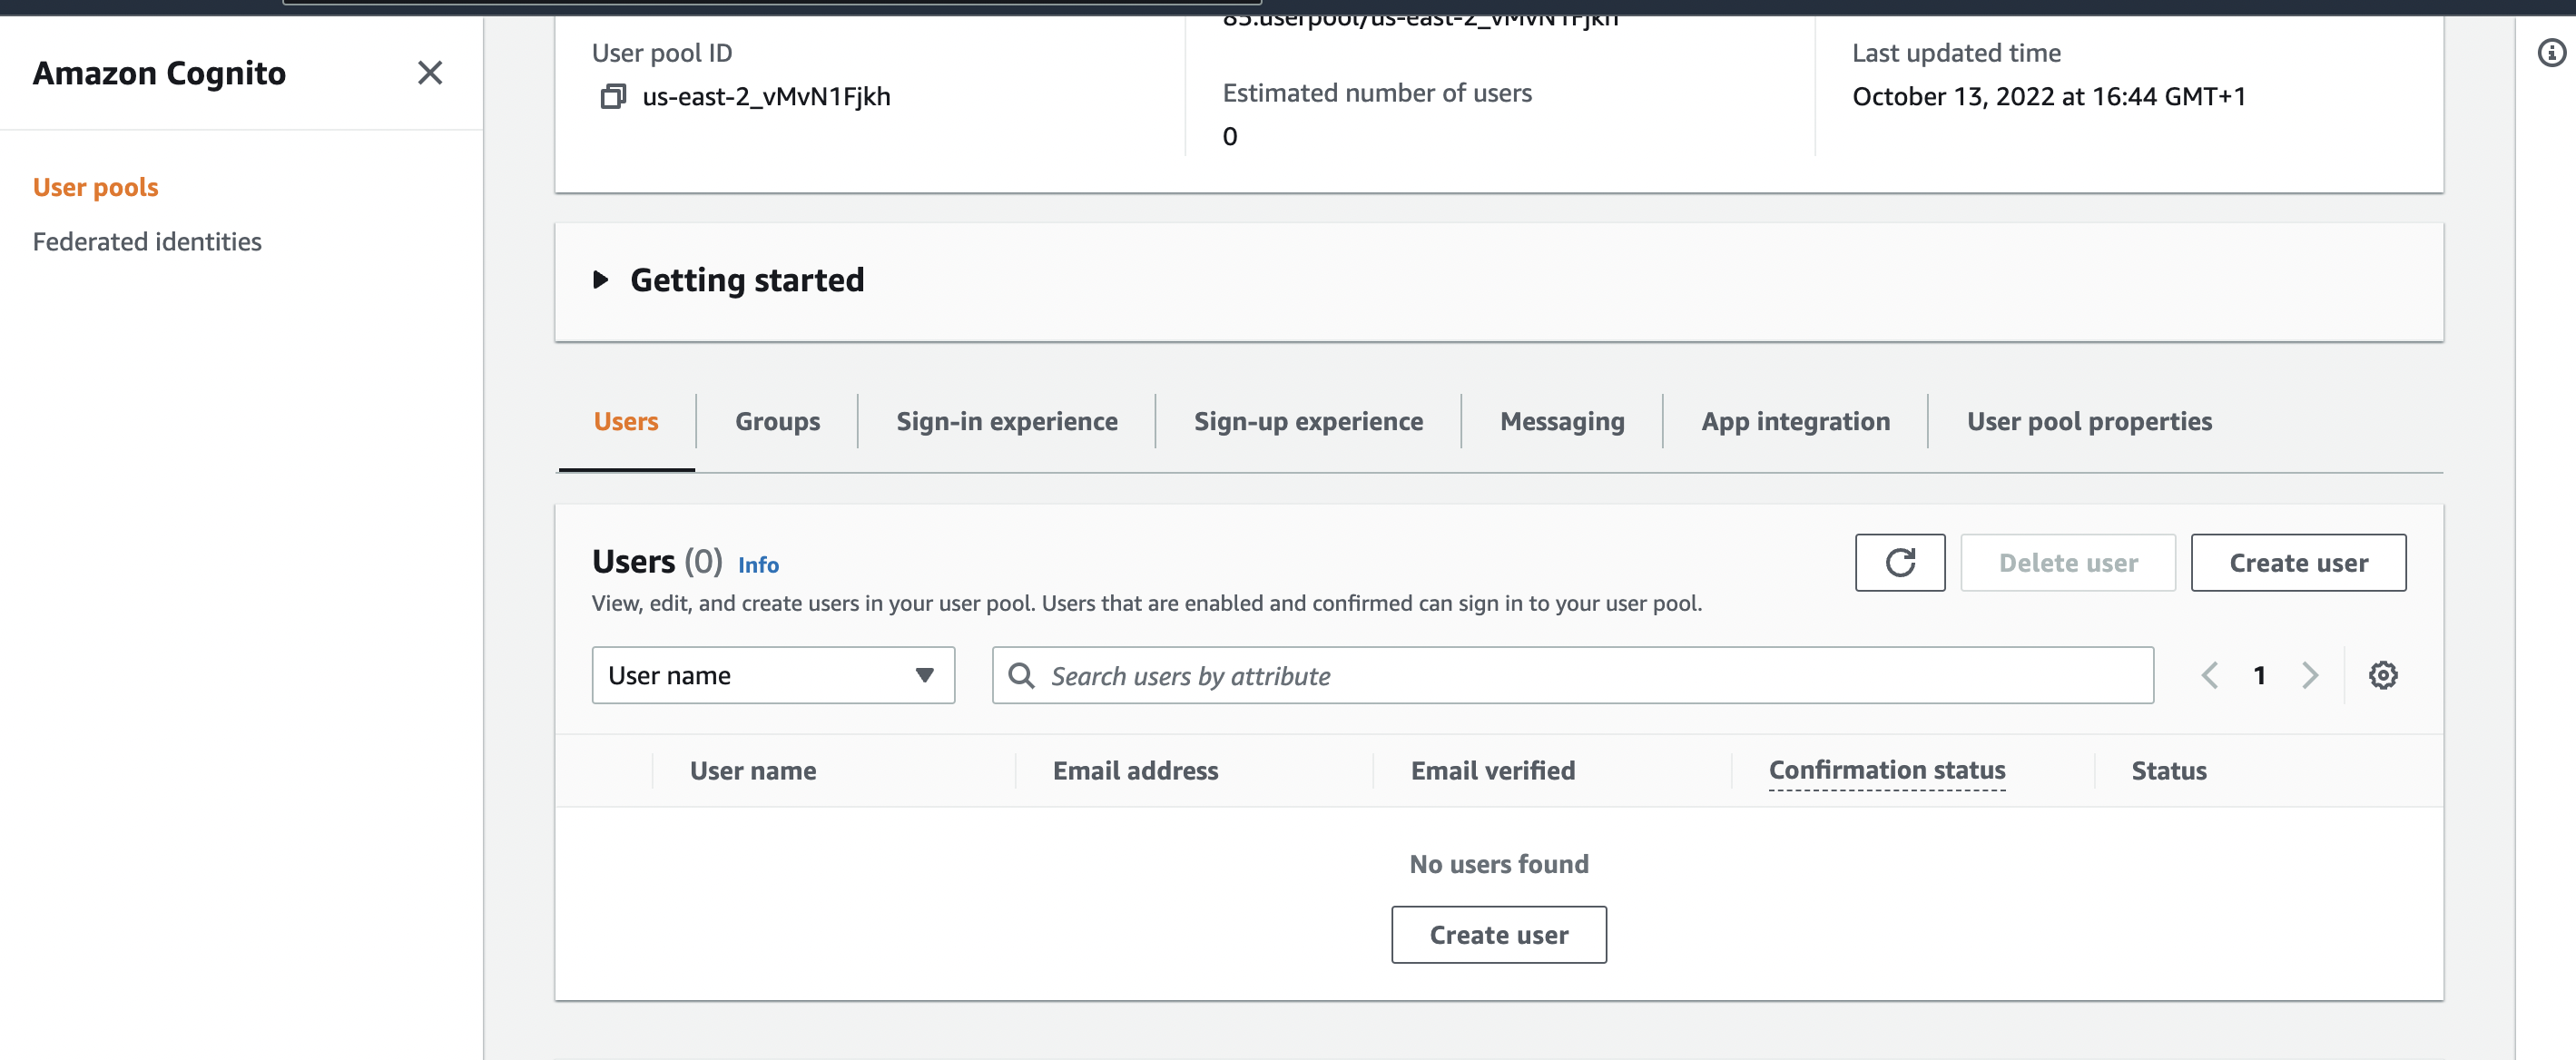 Amazon Cognito
User pools
Federated identities
User pool ID
us-east-2_vMvN1Fjkh
85:userpool/us-east-2_vMvN1Fjkh
Estimated number of users
0
Last updated time
October 13, 2022 at 16:44 GMT+1
Getting started
Users
Groups
Sign-in experience
Sign-up experience
Messaging
App integration
User pool properties
Users (0) Info
View, edit, and create users in your user pool. Users that are enabled and confirmed can sign in to your user pool.
Delete user
Create user
User name
Search users by attribute
1
User name
Email address
Email verified
Confirmation status
Status
No users found
Create user